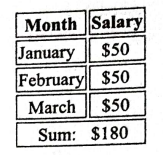 Month Salary
January $50
February $50
March $50
Sum: $180